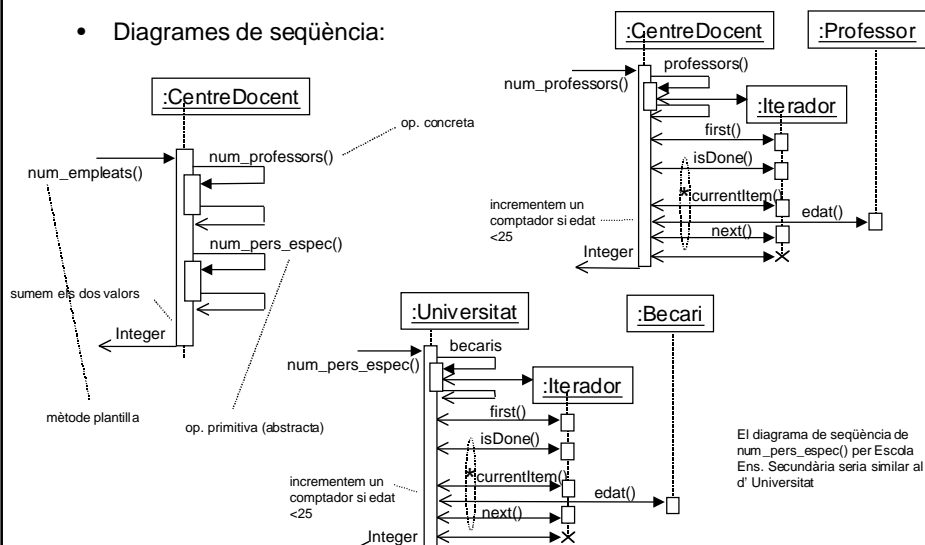 • Diagrames de seqüència:
:CentreDocent
num_empleats()
num_professors()
op. concreta
num_pers_espec()
sumem els dos valors
Integer
mètode plantilla
op. primitiva (abstracta)
:CentreDocent
:Professor
num_professors()
professors()
:Iterador
first()
isDone()
*
currentItem()
edat()
incrementem un
comptador si edat
<25
next()
Integer
:Universitat
:Becari
num_pers_espec()
becaris
:Iterador
first()
isDone()
*
currentItem()
edat()
incrementem un
comptador si edat
<25
next()
Integer
El diagrama de seqüència de
num_pers_espec() per Escola
Ens. Secundària seria similar al
d' Universitat